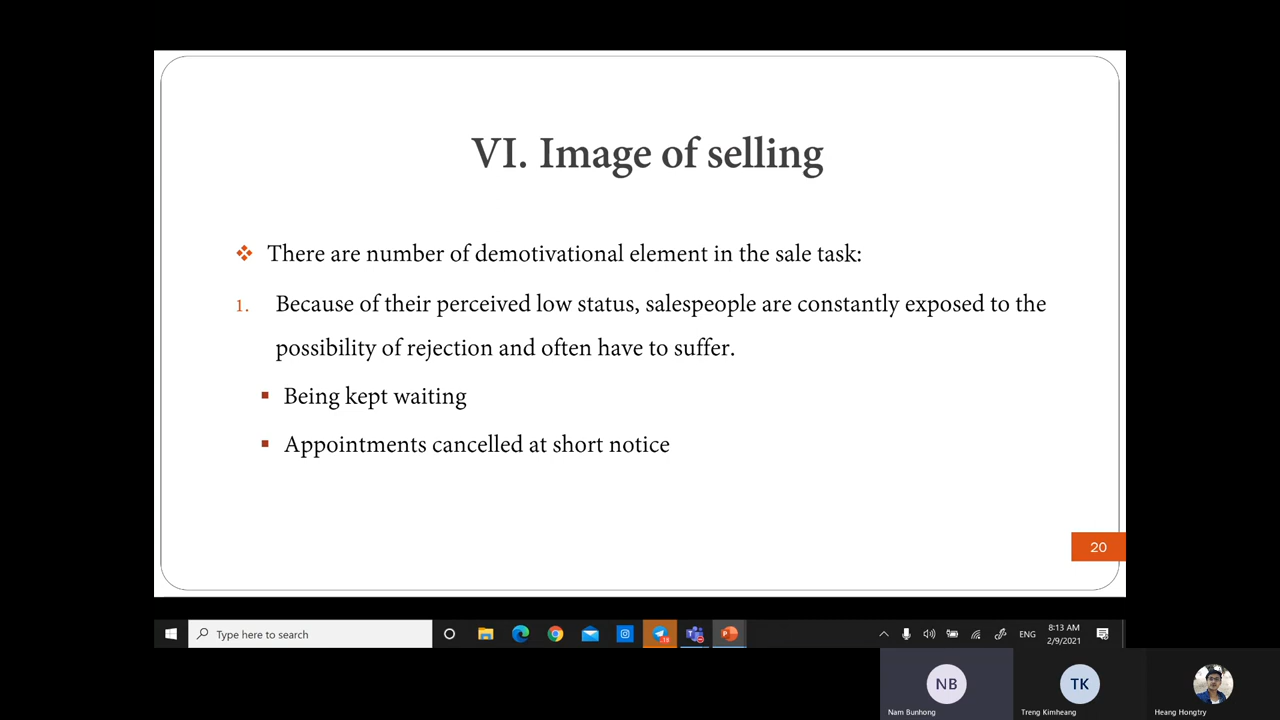 VI. Image of selling
There are number of demotivational element in the sale task:
1. Because of their perceived low status, salespeople are constantly exposed to the
possibility of rejection and often have to suffer.
Being kept waiting
Appointments cancelled at short notice
20
Type here to search
ENG
8:13 AM
2/9/2021
NB
TK
Nam Bunhong
Treng Kimheang
Heang Hongtry